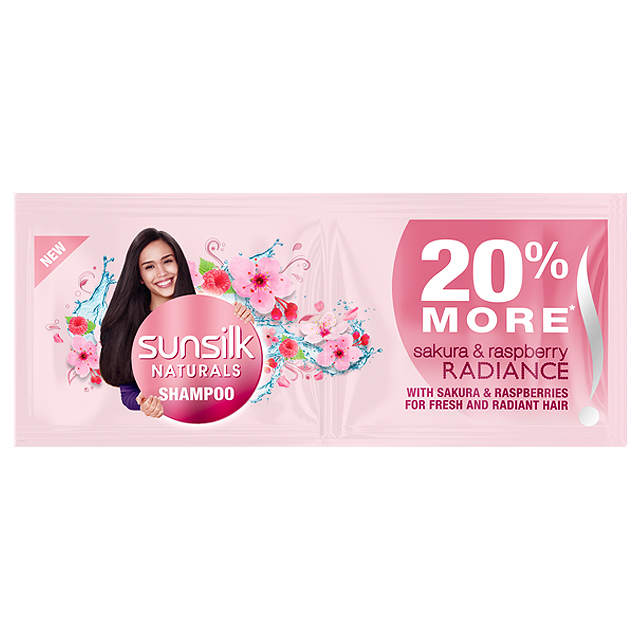 NEW
sunsilk
NATURALS
SHAMPOO
20%
MORE*
sakura & raspberry
RADIANCE
WITH SAKURA & RASPBERRIES
FOR FRESH AND RADIANT HAIR